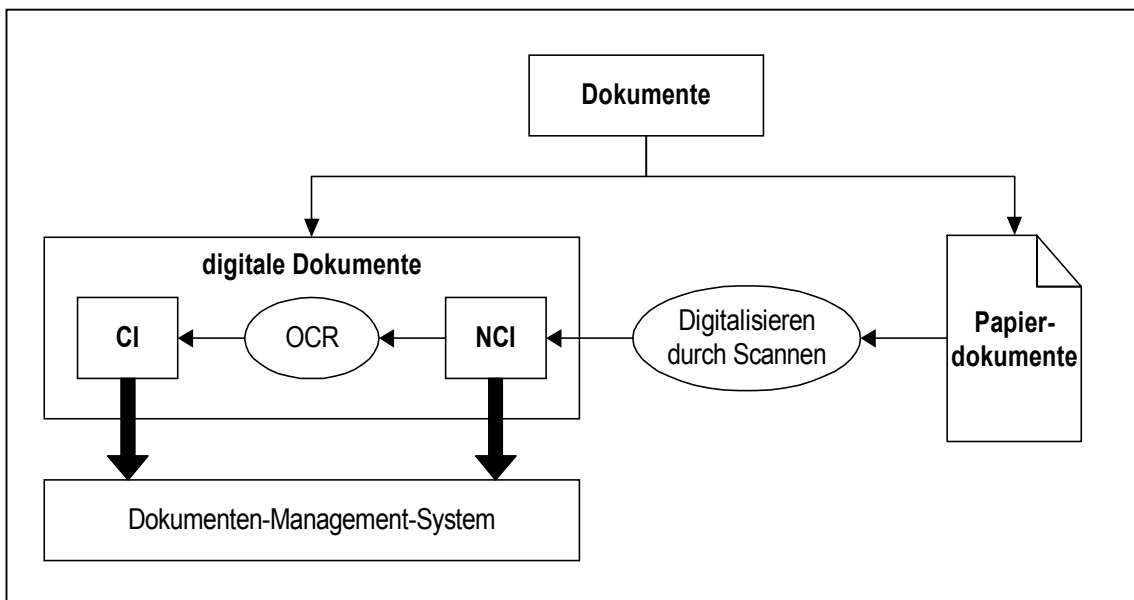 Dokumente
digitale Dokumente
CI
OCR
NCI
Digitalisieren
durch Scannen
Papier-
dokumente
Dokumenten-Management-System